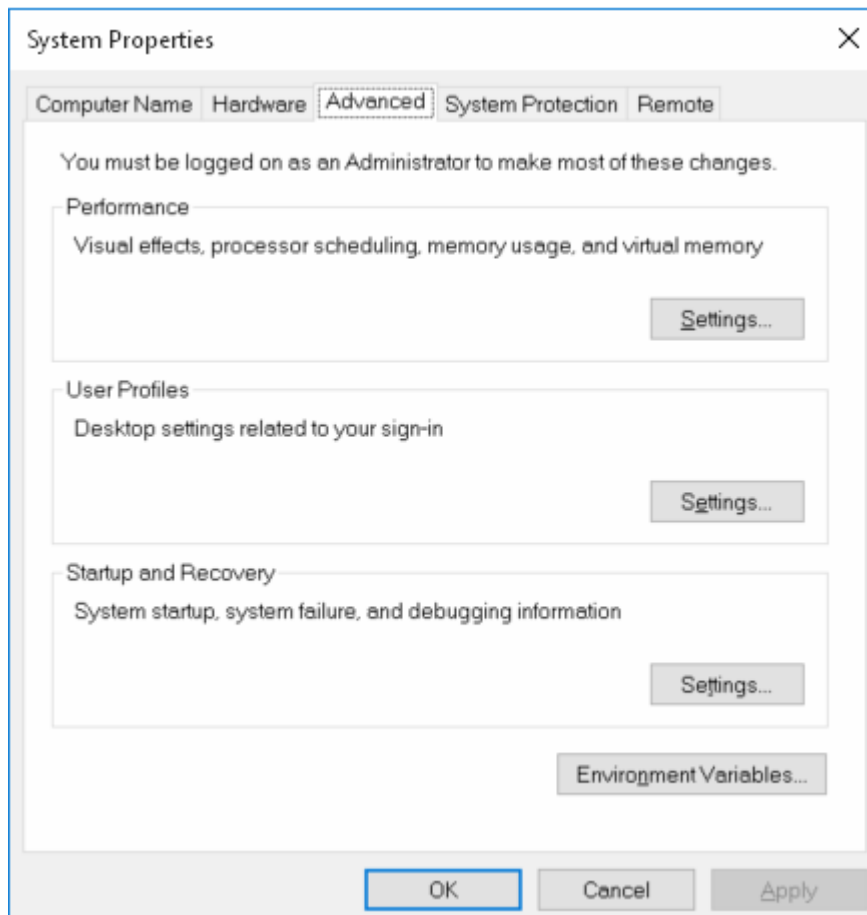 System Properties
Computer Name Hardware Advanced System Protection Remote
You must be logged on as an Administrator to make most of these changes.
Performance
Visual effects, processor scheduling, memory usage, and virtual memory
Settings...
User Profiles
Desktop settings related to your sign-in
Settings...
Startup and Recovery
System startup, system failure, and debugging information
Settings...
Environment Variables...
OK Cancel Apply